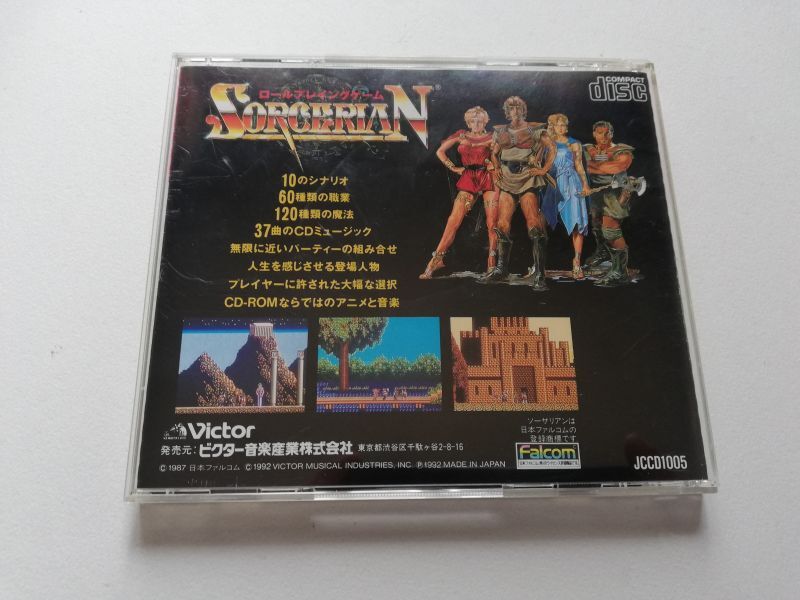 ロールプレイングゲーム
SORCERIAN®
COMPACT
disc
10のシナリオ
60種類の職業
120種類の魔法
37曲のCDミュージック
無限に近いパーティーの組み合せ
人生を感じさせる登場人物
プレイヤーに許された大幅な選択
CD-ROMならではのアニメと音楽
Victor
発売元:ビクター音楽産業株式会社 東京都渋谷区千駄ヶ谷2-8-16
©1987 日本ファルコム ©1992 VICTOR MUSICAL INDUSTRIES, INC. ℗1992 MADE IN JAPAN
ソーサリアンは
日本ファルコムの
登録商標です
Falcom
JCCD1005